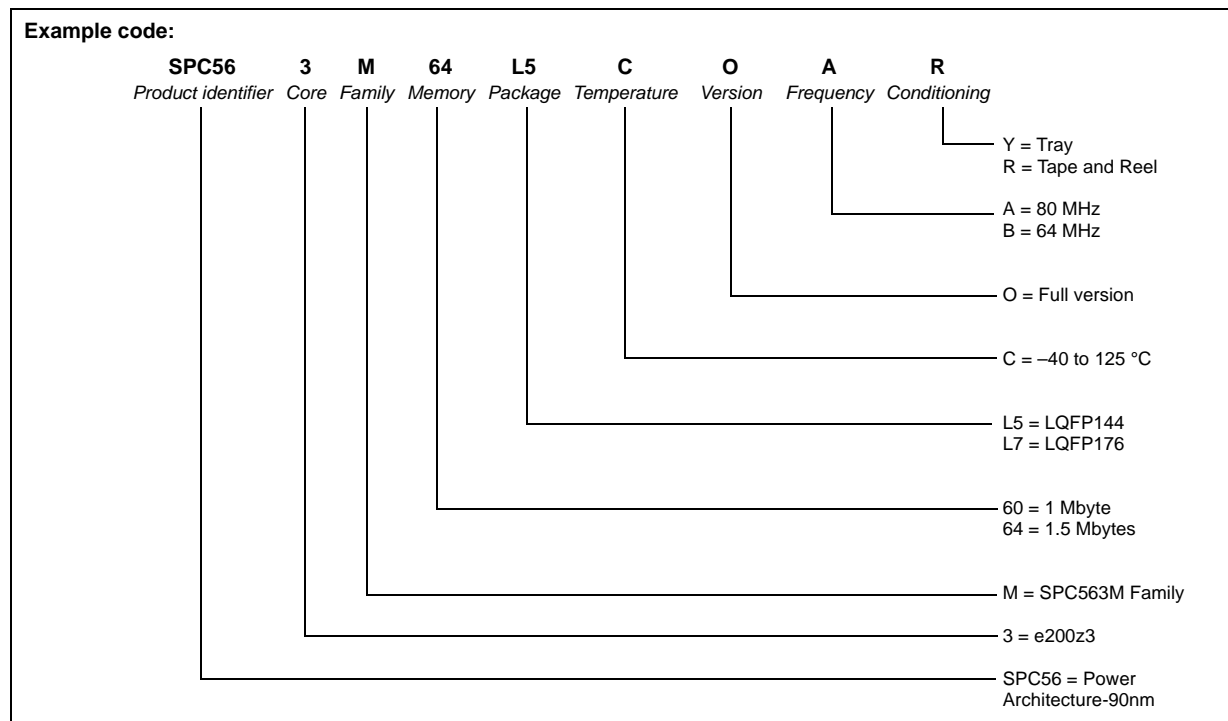 Example code:
SPC56 3 M 64 L5 C O A R
Product identifier Core Family Memory Package Temperature Version Frequency Conditioning
Y = Tray
R = Tape and Reel
A = 80 MHz
B = 64 MHz
O = Full version
C = –40 to 125 °C
L5 = LQFP144
L7 = LQFP176
60 = 1 Mbyte
64 = 1.5 Mbytes
M = SPC563M Family
3 = e200z3
SPC56 = Power
Architecture-90nm